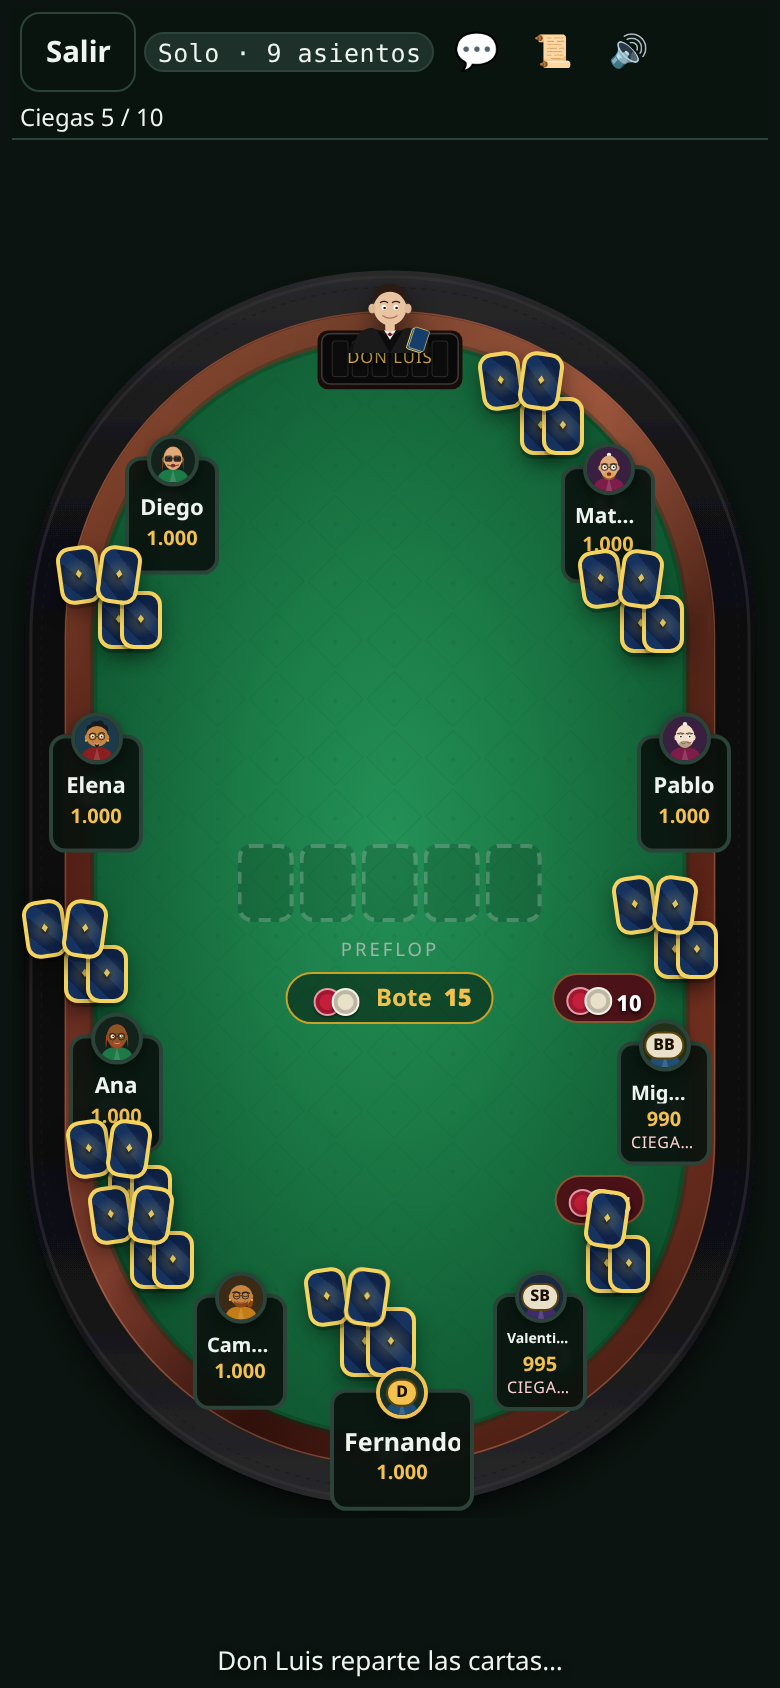 Salir
Solo · 9 asientos
Ciegas 5 / 10
DON LUIS
Diego
1.000
Mat...
1.000
Elena
1.000
Pablo
1.000
PREFLOP
Bote 15
10
Ana
1.000
BB
Mig...
990
CIEGA...
Cam...
1.000
SB
Valenti...
995
CIEGA...
D
Fernando
1.000
Don Luis reparte las cartas...